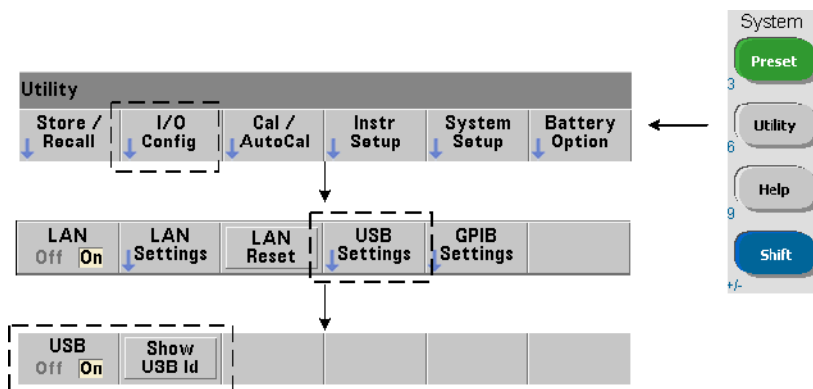 System
Preset
3
Utility
6
Help
9
Shift
+/-
Utility
Store / Recall
I/O Config
Cal / AutoCal
Instr Setup
System Setup
Battery Option
LAN
Off On
LAN Settings
LAN Reset
USB Settings
GPIB Settings
USB
Off On
Show USB Id